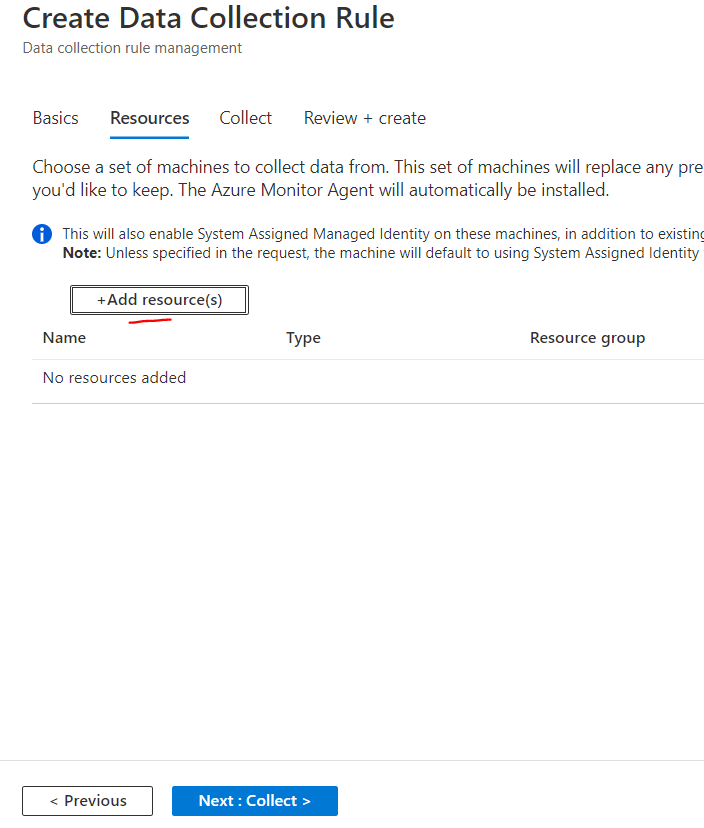 Create Data Collection Rule
Data collection rule management
Basics Resources Collect Review + create
Choose a set of machines to collect data from. This set of machines will replace any pre
you'd like to keep. The Azure Monitor Agent will automatically be installed.
This will also enable System Assigned Managed Identity on these machines, in addition to existing
Note: Unless specified in the request, the machine will default to using System Assigned Identity
+Add resource(s)
Name Type Resource group
No resources added
< Previous Next : Collect >